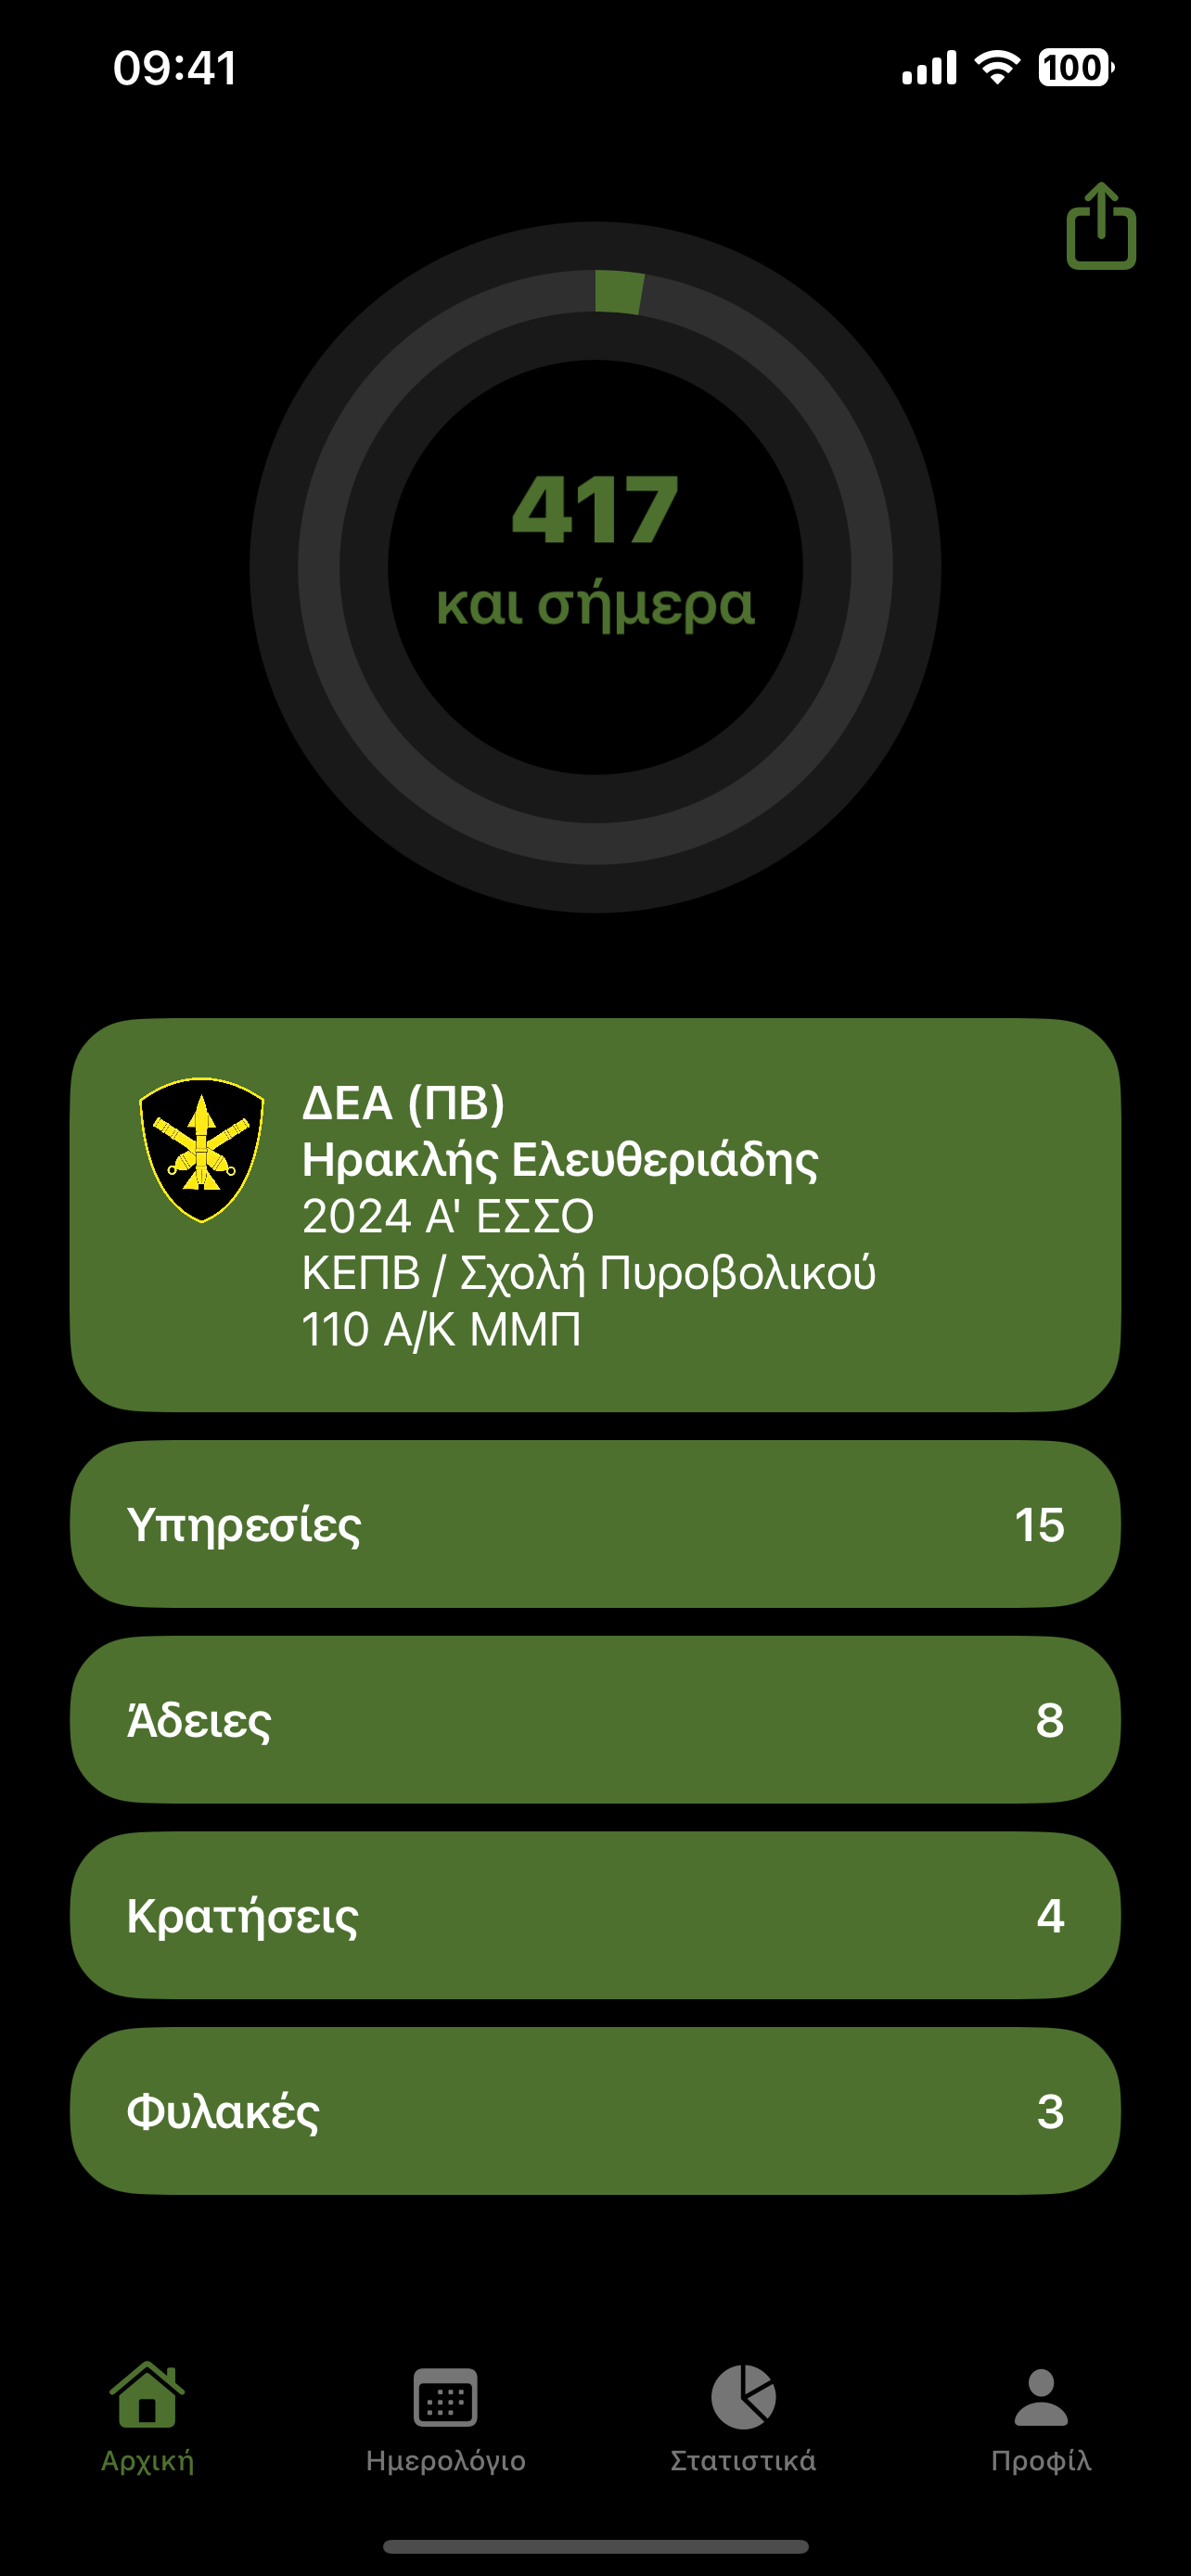 09:41
100
417
και σήμερα
ΔΕΑ (ΠΒ)
Ηρακλής Ελευθεριάδης
2024 Α' ΕΣΣΟ
ΚΕΠΒ / Σχολή Πυροβολικού
110 Α/Κ ΜΜΠ
Υπηρεσίες 15
Άδειες 8
Κρατήσεις 4
Φυλακές 3
Αρχική Ημερολόγιο Στατιστικά Προφίλ